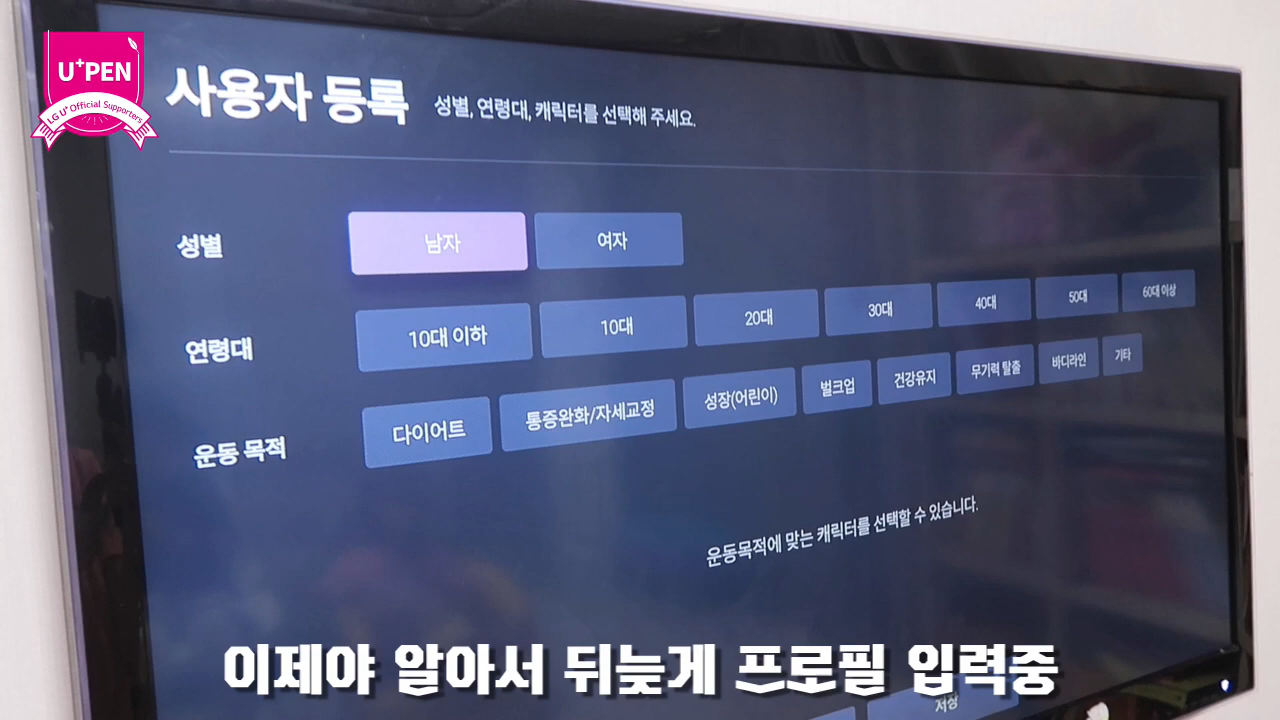 U+PEN
LG U+ Official Supporters
사용자 등록 성별, 연령대, 캐릭터를 선택해 주세요.
성별 남자 여자
연령대 10대 이하 10대 20대 30대 40대 50대 60대 이상
운동 목적 다이어트 통증완화/자세교정 성장(어린이) 벌크업 건강유지 무기력 탈출 바디라인 기타
운동목적에 맞는 캐릭터를 선택할 수 있습니다.
이제야 알아서 뒤늦게 프로필 입력중
저장